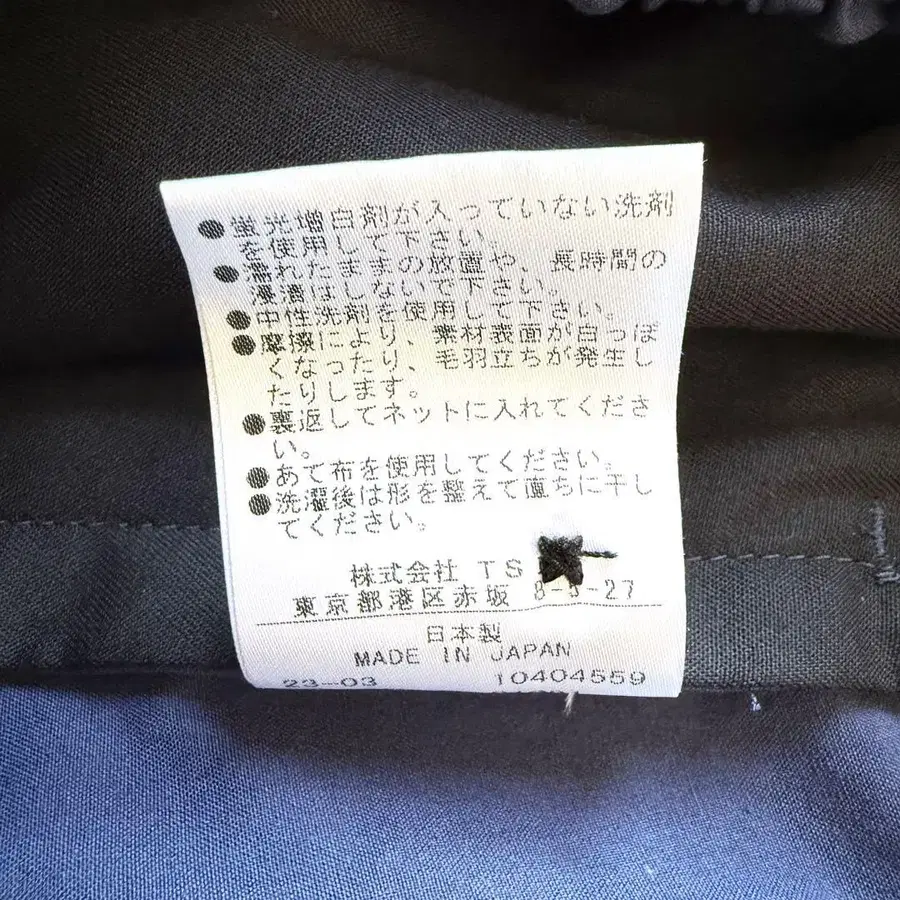 ●蛍光増白剤が入っていない洗剤
を使用して下さい。
●濡れたままの放置や、長時間の
浸漬はしないで下さい。
●中性洗剤を使用して下さい。
●摩擦により、素材表面が白っぽ
くなったり、毛羽立ちが発生し
たりします。
●裏返してネットに入れてくださ
い。
●あて布を使用してください。
●洗濯後は形を整えて直ちに干し
てください。
株式会社 TS
東京都港区赤坂 8-5-27
日本製
MADE IN JAPAN
23-03 10404559